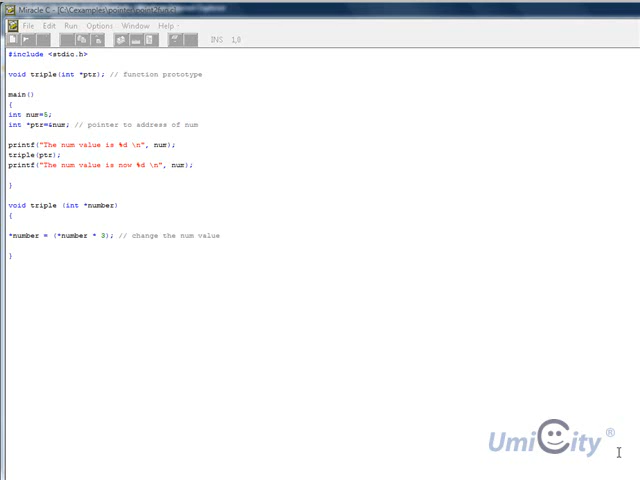 Miracle C - [C:\Cexamples\pointer\point2func.c]
File Edit Run Options Window Help
INS 1,0
#include <stdio.h>
void triple(int *ptr); // function prototype
main()
{
int num=5;
int *ptr=&num; // pointer to address of num
printf("The num value is %d \n", num);
triple(ptr);
printf("The num value is now %d \n", num);
}
void triple (int *number)
{
*number = (*number * 3); // change the num value
}
UmiCity ®